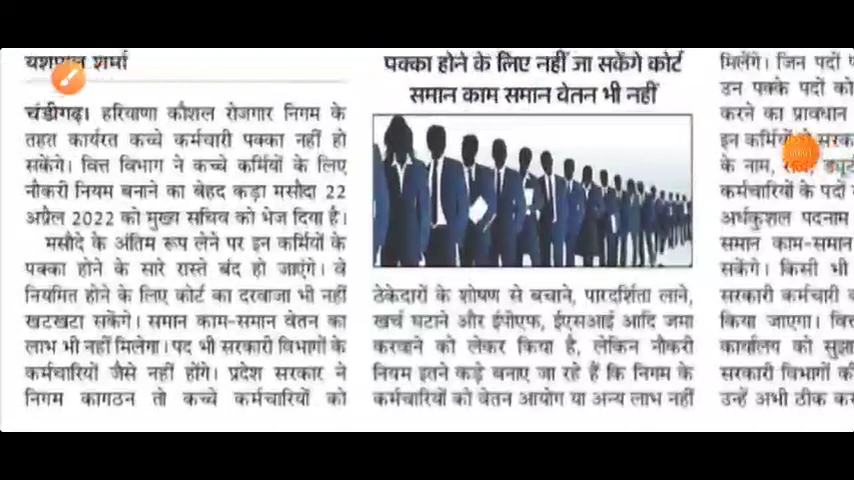 यशपाल शर्मा
चंडीगढ़। हरियाणा कौशल रोजगार निगम के
तहत कार्यरत कच्चे कर्मचारी पक्का नहीं हो
सकेंगे। वित्त विभाग ने कच्चे कर्मियों के लिए
नौकरी नियम बनाने का बेहद कड़ा मसौदा 22
अप्रैल 2022 को मुख्य सचिव को भेज दिया है।
मसौदे के अंतिम रूप लेने पर इन कर्मियों के
पक्का होने के सारे रास्ते बंद हो जाएंगे। वे
नियमित होने के लिए कोर्ट का दरवाजा भी नहीं
खटखटा सकेंगे। समान काम-समान वेतन का
लाभ भी नहीं मिलेगा। पद भी सरकारी विभागों के
कर्मचारियों जैसे नहीं होंगे। प्रदेश सरकार ने
निगम का गठन तो कच्चे कर्मचारियों को
पक्का होने के लिए नहीं जा सकेंगे कोर्ट
समान काम समान वेतन भी नहीं
ठेकेदारों के शोषण से बचाने, पारदर्शिता लाने,
खर्च घटाने और ईपीएफ, ईएसआई आदि जमा
करवाने को लेकर किया है, लेकिन नौकरी
नियम इतने कड़े बनाए जा रहे हैं कि निगम के
कर्मचारियों को वेतन आयोग या अन्य लाभ नहीं
मिलेंगे। जिन पदों
उन पक्के पदों को
करने का प्रावधान
इन कर्मियों
के नाम,
कर्मचारियों के पदों
अर्धकुशल पदनाम
समान काम-समान
सकेंगे। किसी भी
सरकारी कर्मचारी
किया जाएगा।
कार्यालय को
सरकारी विभागों की
उन्हें अभी ठीक
00:01